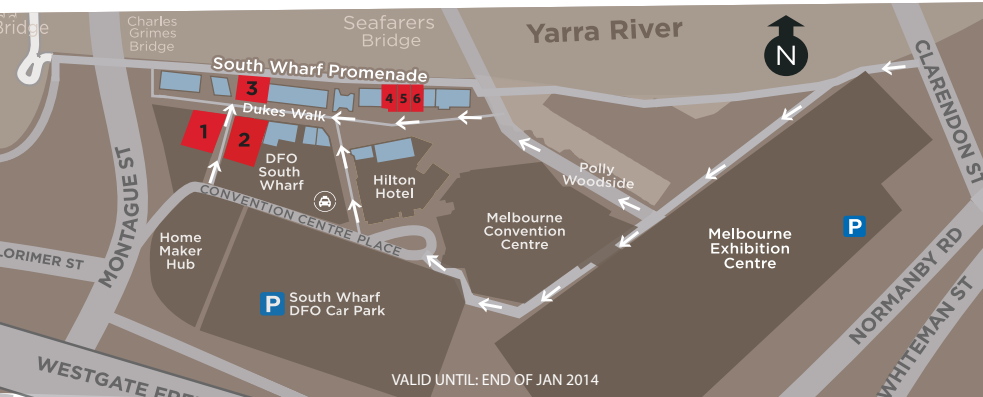 Bridge
Charles
Grimes
Bridge
Seafarers
Bridge
Yarra River
N
CLARENDON ST
South Wharf Promenade
3
4 5 6
Dukes Walk
1
2
DFO
South
Wharf
Hilton
Hotel
Polly
Woodside
MONTAGUE ST
CONVENTION CENTRE PLACE
Melbourne
Convention
Centre
Melbourne
Exhibition
Centre
P
Home
Maker
Hub
LORIMER ST
P South Wharf
DFO Car Park
NORMANBY RD
WHITEMAN ST
WESTGATE FRE
VALID UNTIL: END OF JAN 2014